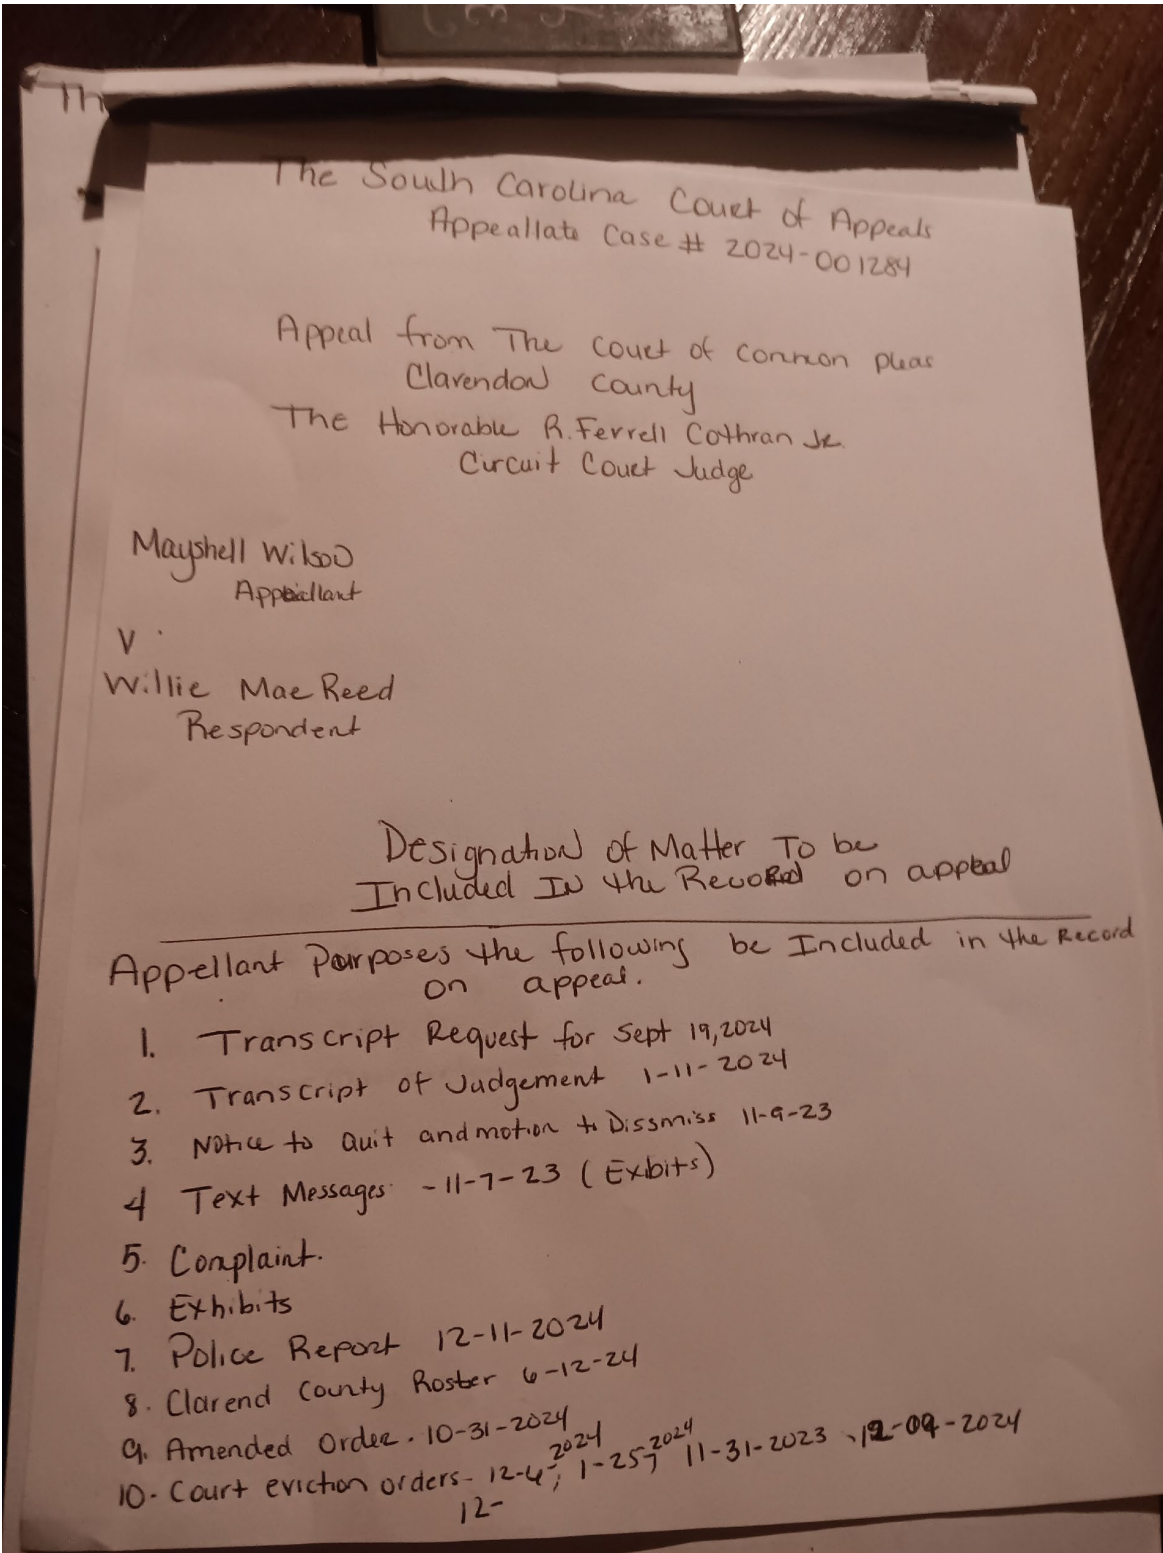 Th
The South Carolina Court of Appeals
Appeallate Case # 2024-001284
Appeal from The Court of Common pleas
Clarendon County
The Honorable R. Ferrell Cothran Jr.
Circuit Court Judge
Mayshell Wilson
Appellant
V
Willie Mae Reed
Respondent
Designation of Matter To be
Included IN the Record on appeal
Appellant Purposes the following be Included in the Record
on appeal.
1. Transcript Request for Sept 19, 2024
2. Transcript of Judgement 1-11-2024
3. Notice to Quit and motion to Dissmiss 11-9-23
4 Text Messages - 11-7-23 (Exibits)
5. Complaint.
6. Exhibits
7. Police Report 12-11-2024
8. Clarend County Roster 6-12-24
9. Amended Order. 10-31-2024
10. Court eviction orders- 12-4-2024, 1-25-2024, 11-31-2023, 12-09-2024
12-